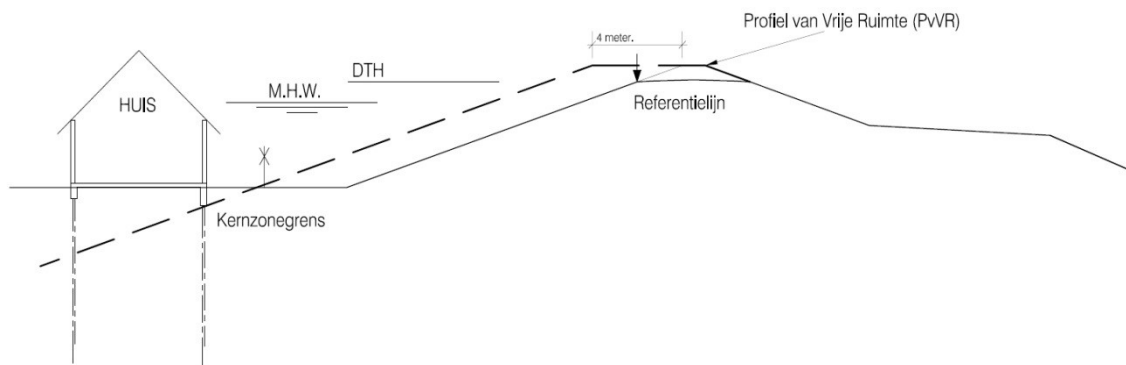 Profiel van Vrije Ruimte (PvVR)
4 meter.
DTH
M.H.W.
HUIS
Referentielijn
Kernzonegrens